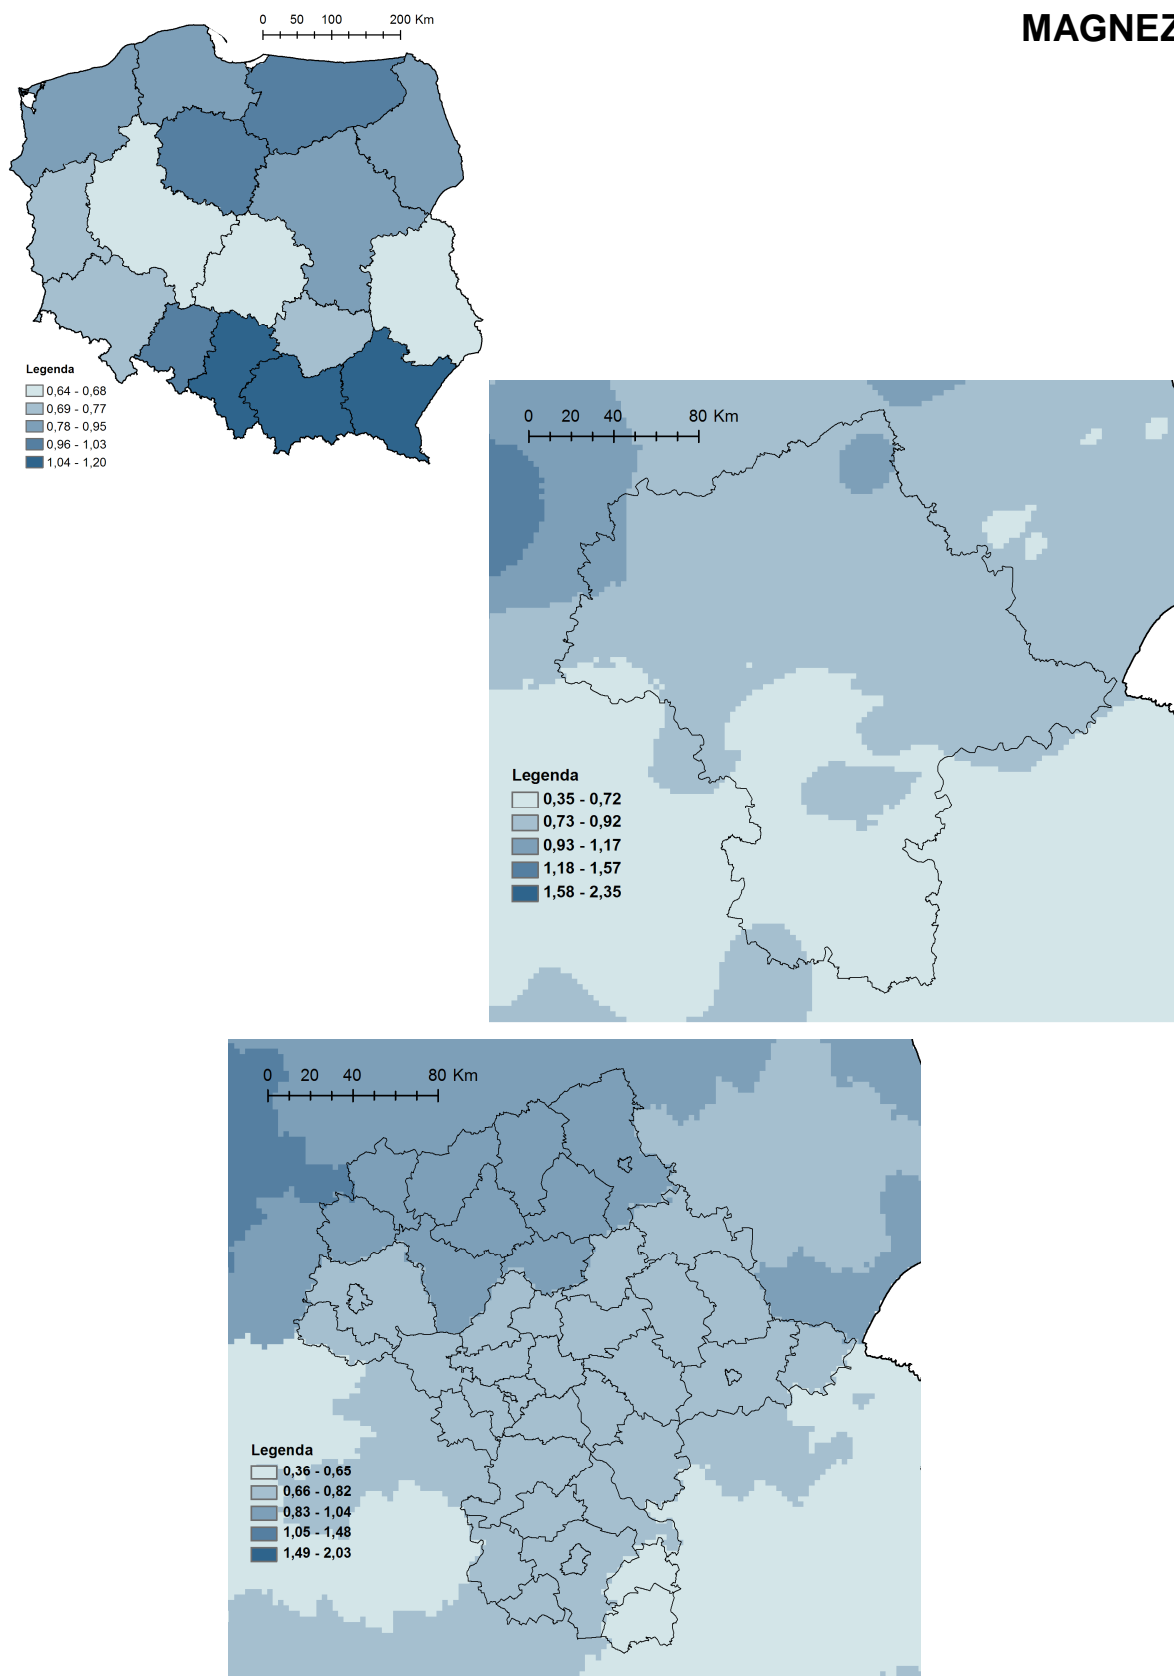 0 50 100 200 Km
MAGNEZ
Legenda
0,64 - 0,68
0,69 - 0,77
0,78 - 0,95
0,96 - 1,03
1,04 - 1,20
0 20 40 80 Km
Legenda
0,35 - 0,72
0,73 - 0,92
0,93 - 1,17
1,18 - 1,57
1,58 - 2,35
0 20 40 80 Km
Legenda
0,36 - 0,65
0,66 - 0,82
0,83 - 1,04
1,05 - 1,48
1,49 - 2,03